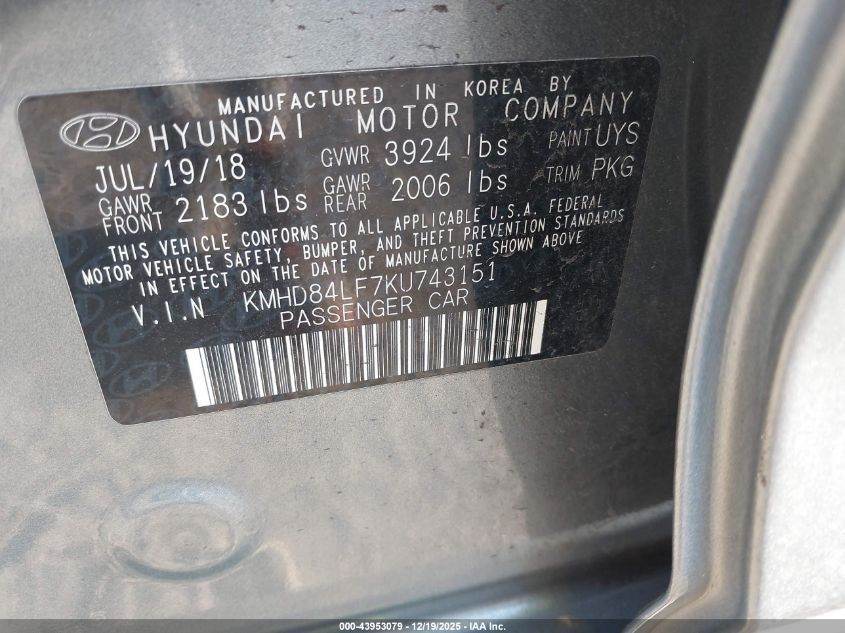 MANUFACTURED IN KOREA BY
HYUNDAI MOTOR COMPANY
JUL/19/18 GVWR 3924 lbs PAINT UYS
GAWR FRONT 2183 lbs GAWR REAR 2006 lbs TRIM PKG
THIS VEHICLE CONFORMS TO ALL APPLICABLE U.S.A. FEDERAL
MOTOR VEHICLE SAFETY, BUMPER, AND THEFT PREVENTION STANDARDS
IN EFFECT ON THE DATE OF MANUFACTURE SHOWN ABOVE
V.I.N KMHD84LF7KU743151
PASSENGER CAR
000-43953079 - 12/19/2025 - IAA Inc.